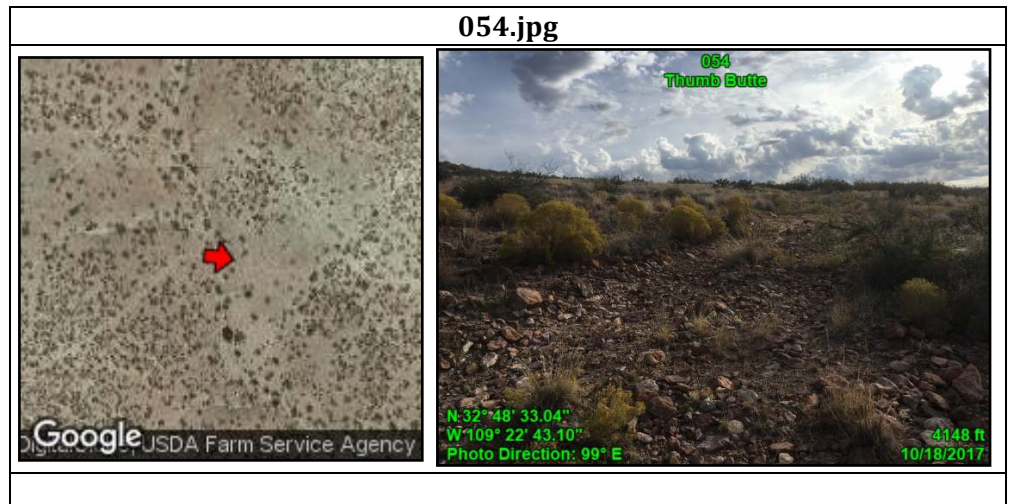 054.jpg
054
Thumb Butte
N 32° 48' 33.04"
W 109° 22' 43.10"
Photo Direction: 99° E
4148 ft
10/18/2017
Google
USDA Farm Service Agency